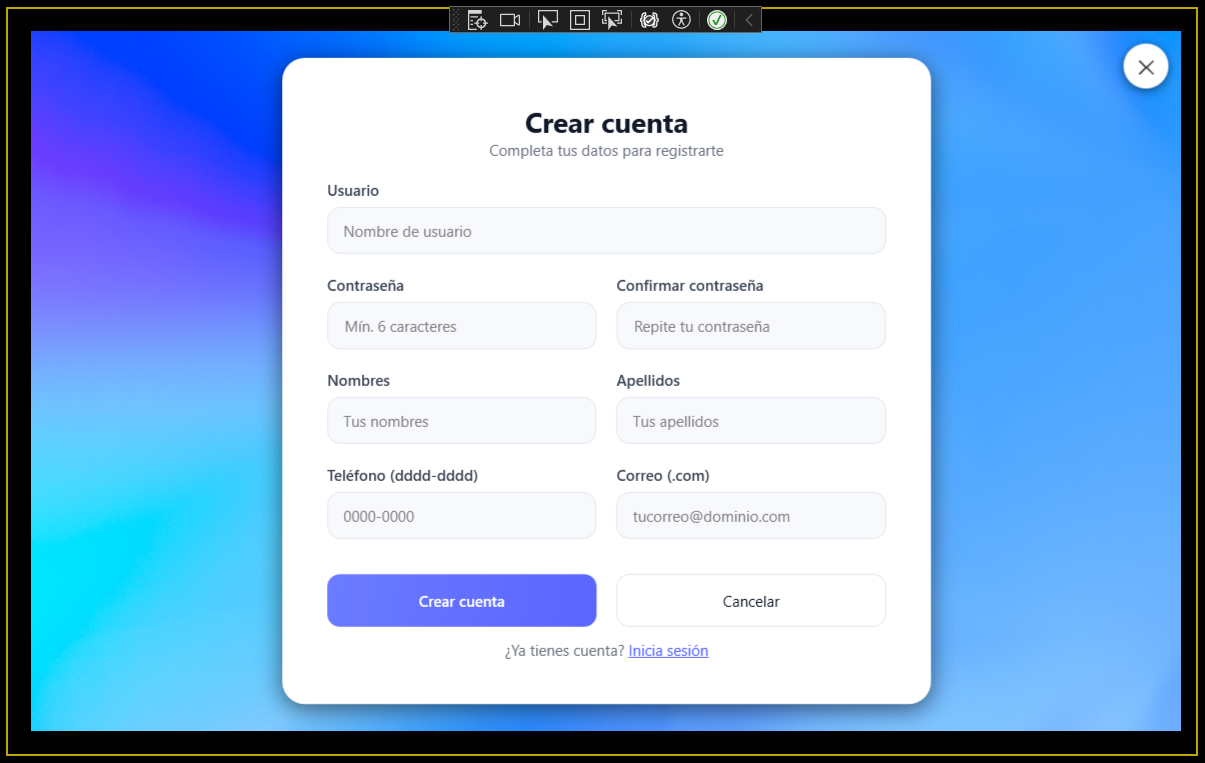 Crear cuenta
Completa tus datos para registrarte
Usuario
Nombre de usuario
Contraseña
Confirmar contraseña
Mín. 6 caracteres
Repite tu contraseña
Nombres
Apellidos
Tus nombres
Tus apellidos
Teléfono (dddd-dddd)
Correo (.com)
0000-0000
tucorreo@dominio.com
Crear cuenta
Cancelar
¿Ya tienes cuenta? Inicia sesión